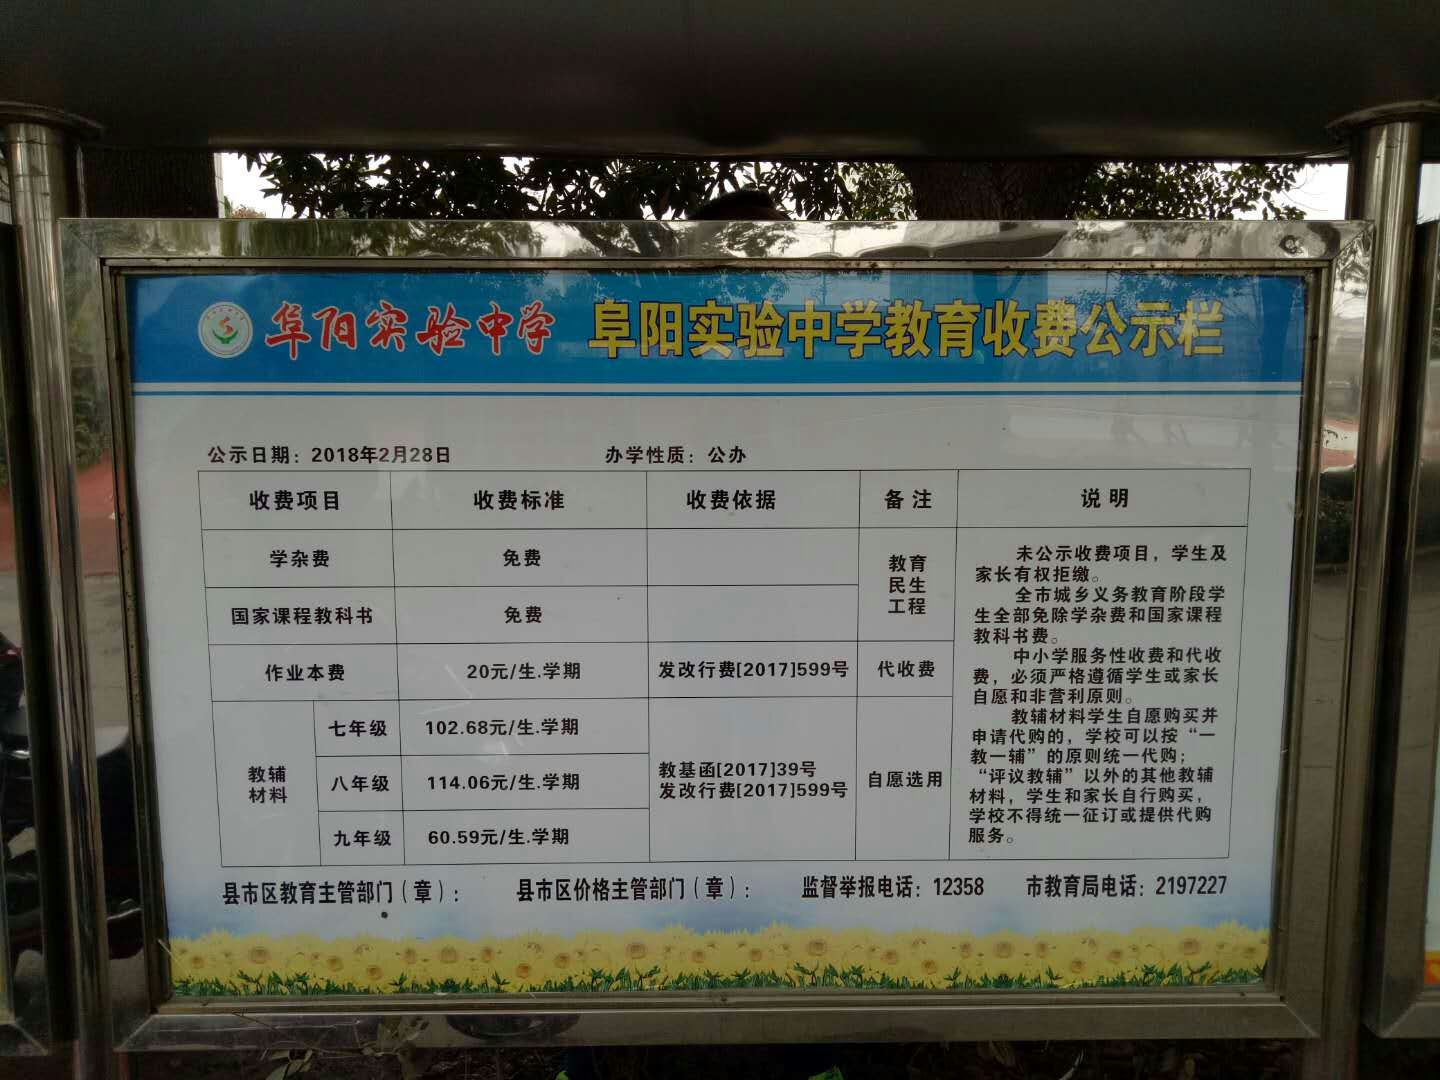 阜阳实验中学 阜阳实验中学教育收费公示栏
公示日期：2018年2月28日 办学性质：公办
收费项目 收费标准 收费依据 备注 说明
学杂费 免费
国家课程教科书 免费
教育
民生
工程
作业本费 20元/生.学期 发改行费[2017]599号 代收费
教辅
材料
七年级 102.68元/生.学期
八年级 114.06元/生.学期
九年级 60.59元/生.学期
教基函[2017]39号
发改行费[2017]599号
自愿选用
未公示收费项目，学生及
家长有权拒缴。
全市城乡义务教育阶段学
生全部免除学杂费和国家课程
教科书费。
中小学服务性收费和代收
费，必须严格遵循学生或家长
自愿和非营利原则。
教辅材料学生自愿购买并
申请代购的，学校可以按“一
教一辅”的原则统一代购；
“评议教辅”以外的其他教辅
材料，学生和家长自行购买，
学校不得统一征订或提供代购
服务。
县市区教育主管部门（章）： 县市区价格主管部门（章）： 监督举报电话：12358 市教育局电话：2197227